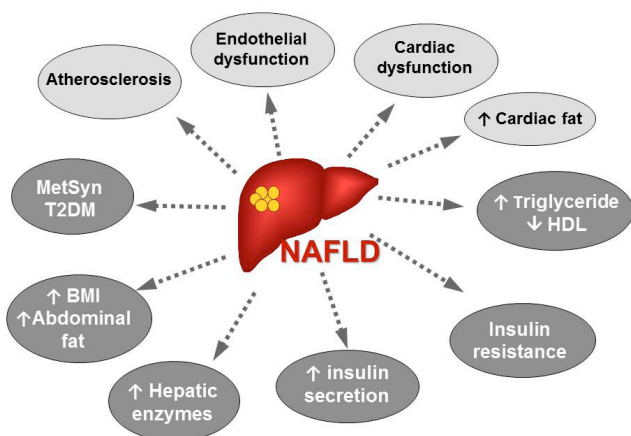 Endothelial
dysfunction
Cardiac
dysfunction
Atherosclerosis
↑ Cardiac fat
MetSyn
T2DM
↑ Triglyceride
↓ HDL
NAFLD
↑ BMI
↑Abdominal
fat
Insulin
resistance
↑ Hepatic
enzymes
↑ insulin
secretion